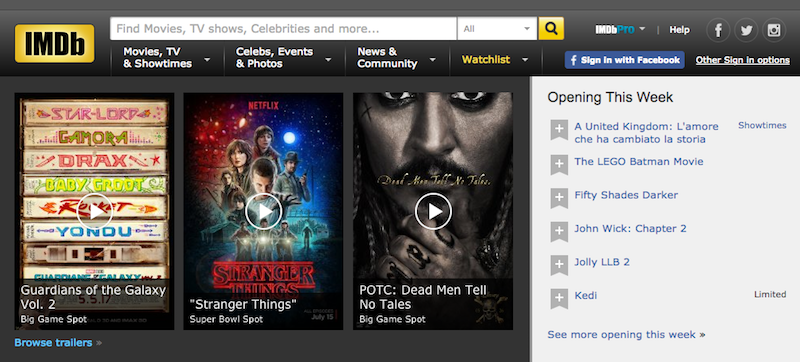 IMDb
Find Movies, TV shows, Celebrities and more...
All
IMDbPro
Help
Movies, TV
& Showtimes
Celebs, Events
& Photos
News &
Community
Watchlist
Sign in with Facebook
Other Sign in options
STAR-LORD
GAMORA
DRAX
BABY GROOT
Rocket
YONDU
GUARDIANS OF THE GALAXY
5.5.17
Guardians of the Galaxy
Vol. 2
Big Game Spot
NETFLIX
STRANGER
THINGS
July 15
"Stranger Things"
Super Bowl Spot
Dead Men Tell No Tales.
POTC: Dead Men Tell
No Tales
Big Game Spot
Browse trailers »
Opening This Week
A United Kingdom: L'amore
che ha cambiato la storia
Showtimes
The LEGO Batman Movie
Fifty Shades Darker
John Wick: Chapter 2
Jolly LLB 2
Kedi
Limited
See more opening this week »